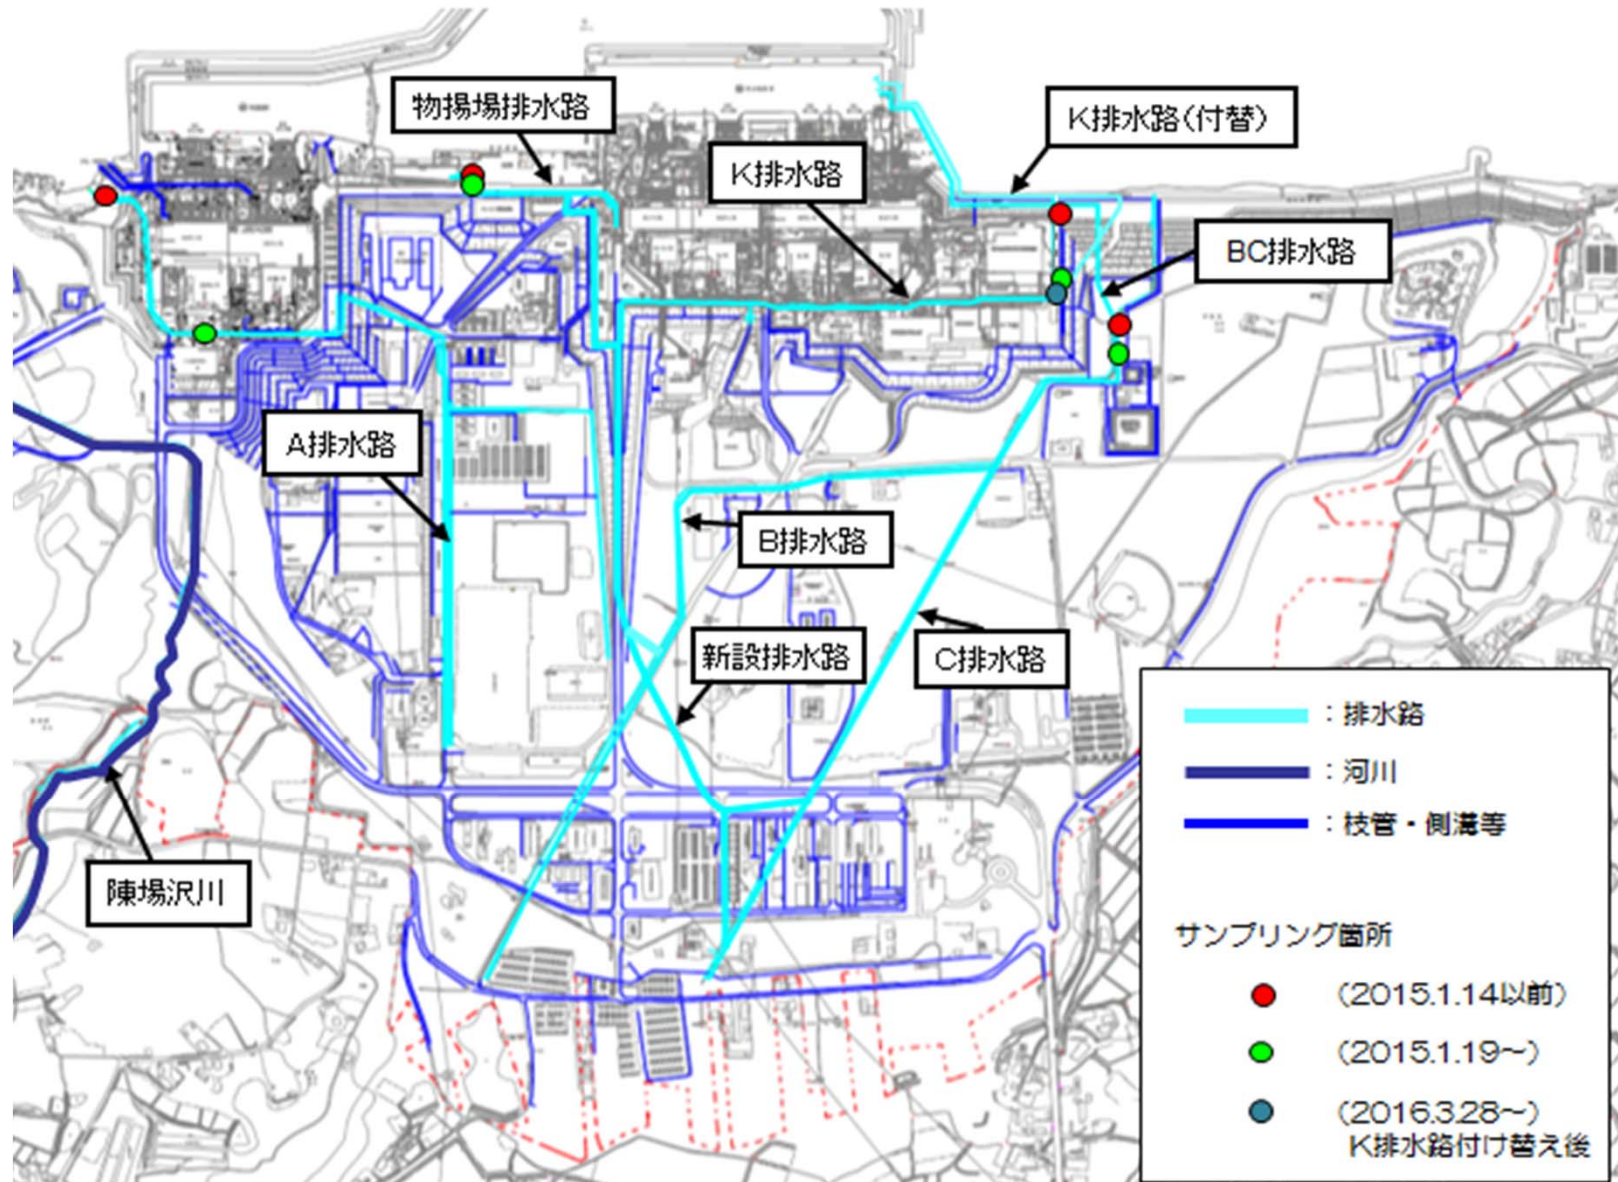 物揚場排水路
K排水路(付替)
K排水路
BC排水路
A排水路
B排水路
新設排水路
C排水路
陳場沢川
：排水路
：河川
：枝管・側溝等
サンプリング箇所
（2015.1.14以前）
（2015.1.19～）
（2016.3.28～）
K排水路付け替え後